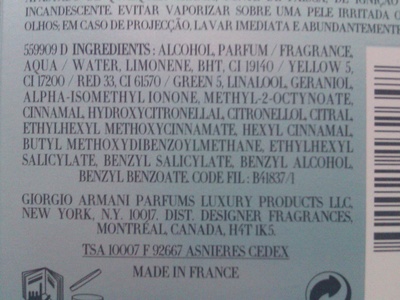 INCANDESCENTE. EVITAR VAPORIZAR SOBRE UMA PELE IRRITADA O
OLHOS; EM CASO DE PROJECÇÃO, LAVAR IMEDIATA E ABUNDANTEMENTE
559909 D INGREDIENTS : ALCOHOL, PARFUM / FRAGRANCE,
AQUA / WATER, LIMONENE, BHT, CI 19140 / YELLOW 5,
CI 17200 / RED 33, CI 61570 / GREEN 5, LINALOOL, GERANIOL,
ALPHA-ISOMETHYL IONONE, METHYL-2-OCTYNOATE,
CINNAMAL, HYDROXYCITRONELLAL, CITRONELLOL, CITRAL,
ETHYLHEXYL METHOXYCINNAMATE, HEXYL CINNAMAL,
BUTYL METHOXYDIBENZOYLMETHANE, ETHYLHEXYL
SALICYLATE, BENZYL SALICYLATE, BENZYL ALCOHOL,
BENZYL BENZOATE. CODE FIL : B41837/1
GIORGIO ARMANI PARFUMS LUXURY PRODUCTS LLC,
NEW YORK, N.Y. 10017. DIST. DESIGNER FRAGRANCES,
MONTRÉAL, CANADA, H4T 1K5.
TSA 10007 F 92667 ASNIERES CEDEX
MADE IN FRANCE